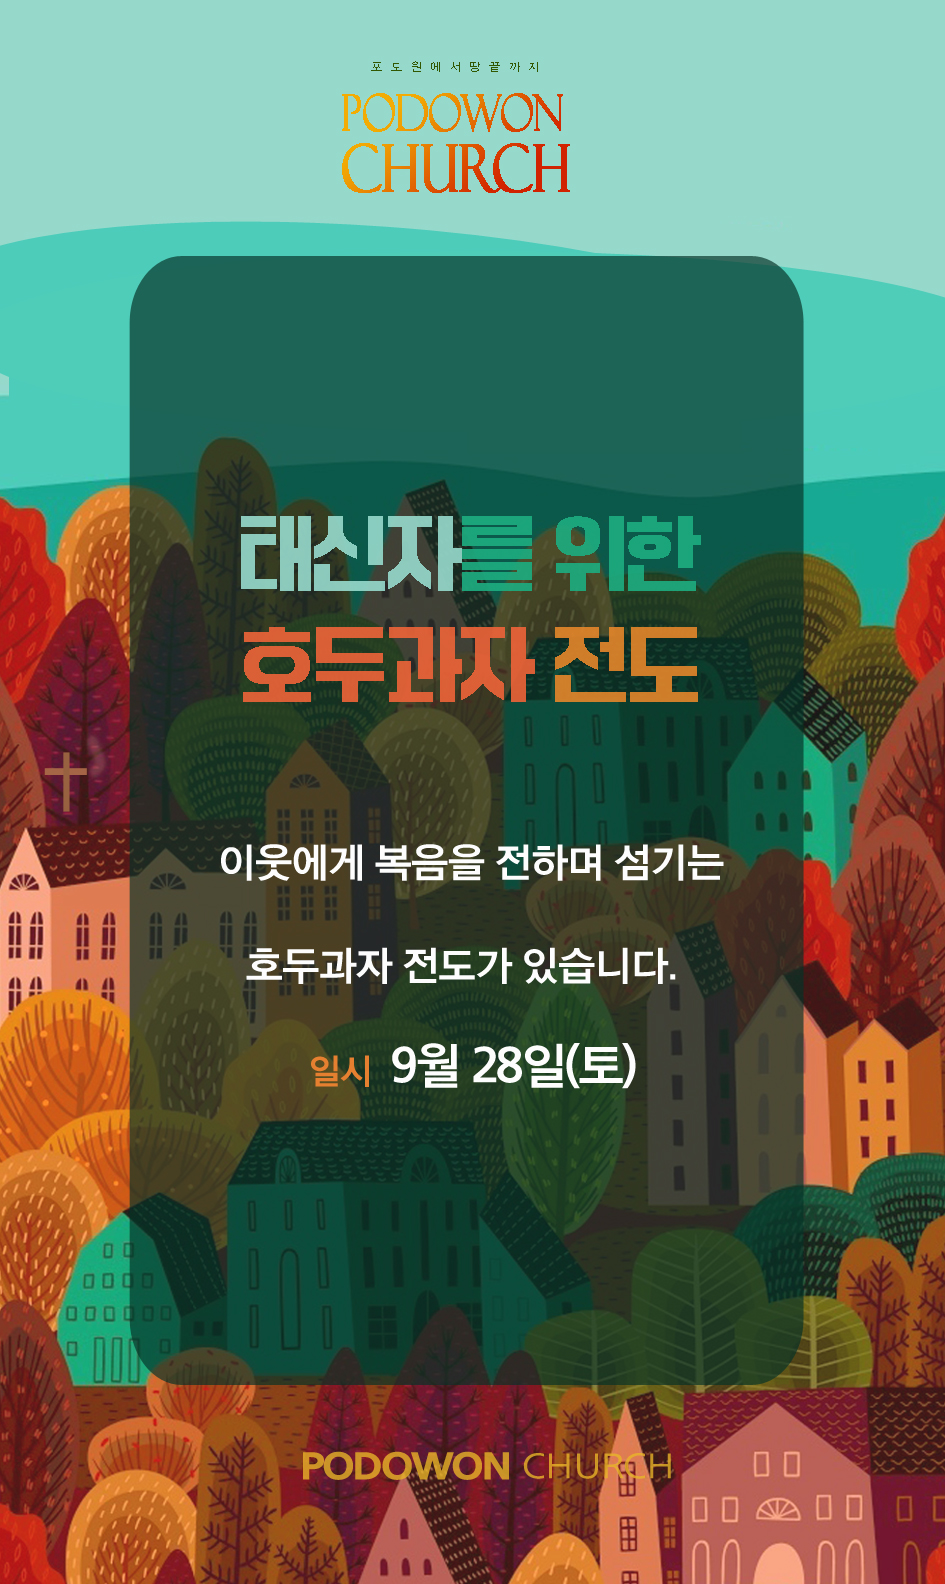 포도원에서땅끝까지
PODOWON
CHURCH
태신자를 위한
호두과자 전도
이웃에게 복음을 전하며 섬기는
호두과자 전도가 있습니다.
일시 9월 28일(토)
PODOWON CHURCH